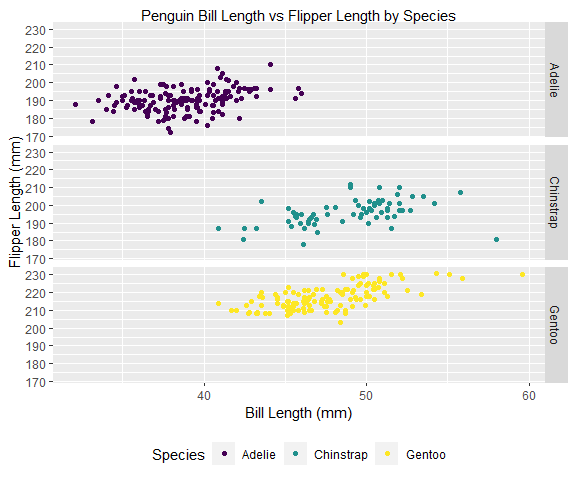 Penguin Bill Length vs Flipper Length by Species
Flipper Length (mm)
230
220
210
200
190
180
170
Adelie
230
220
210
200
190
180
170
Chinstrap
230
220
210
200
190
180
170
Gentoo
40 50 60
Bill Length (mm)
Species Adelie Chinstrap Gentoo